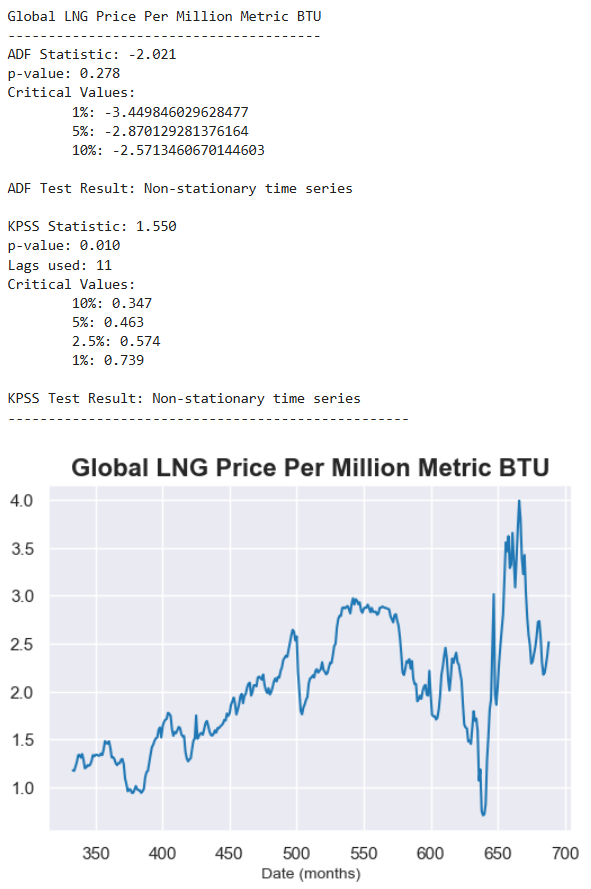 Global LNG Price Per Million Metric BTU
---------------------------------------
ADF Statistic: -2.021
p-value: 0.278
Critical Values:
1%: -3.449846029628477
5%: -2.870129281376164
10%: -2.5713460670144603
ADF Test Result: Non-stationary time series
KPSS Statistic: 1.550
p-value: 0.010
Lags used: 11
Critical Values:
10%: 0.347
5%: 0.463
2.5%: 0.574
1%: 0.739
KPSS Test Result: Non-stationary time series
--------------------------------------------------
Global LNG Price Per Million Metric BTU
4.0
3.5
3.0
2.5
2.0
1.5
1.0
350 400 450 500 550 600 650 700
Date (months)